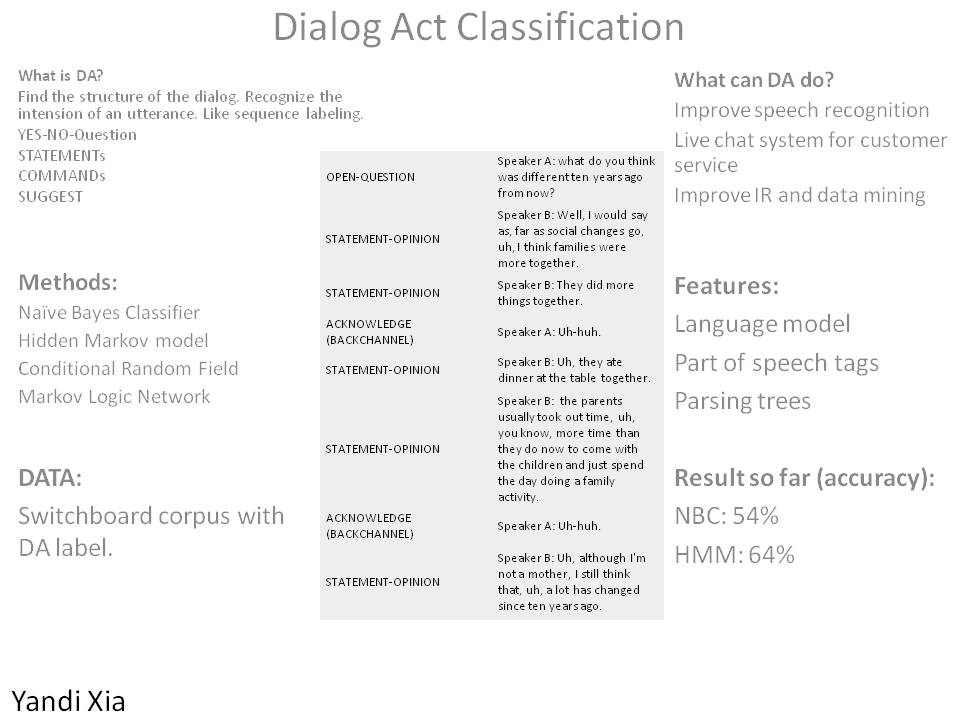 Dialog Act Classification
What is DA?
Find the structure of the dialog. Recognize the
intension of an utterance. Like sequence labeling.
YES-NO-Question
STATEMENTs
COMMANDs
SUGGEST
Methods:
Naïve Bayes Classifier
Hidden Markov model
Conditional Random Field
Markov Logic Network
DATA:
Switchboard corpus with
DA label.
OPEN-QUESTION
Speaker A: what do you think
was different ten years ago
from now?
STATEMENT-OPINION
Speaker B: Well, I would say
as, far as social changes go,
uh, I think families were
more together.
STATEMENT-OPINION
Speaker B: They did more
things together.
ACKNOWLEDGE
(BACKCHANNEL)
Speaker A: Uh-huh.
STATEMENT-OPINION
Speaker B: Uh, they ate
dinner at the table together.
STATEMENT-OPINION
Speaker B: the parents
usually took out time, uh,
you know, more time than
they do now to come with
the children and just spend
the day doing a family
activity.
ACKNOWLEDGE
(BACKCHANNEL)
Speaker A: Uh-huh.
STATEMENT-OPINION
Speaker B: Uh, although I'm
not a mother, I still think
that, uh, a lot has changed
since ten years ago.
What can DA do?
Improve speech recognition
Live chat system for customer
service
Improve IR and data mining
Features:
Language model
Part of speech tags
Parsing trees
Result so far (accuracy):
NBC: 54%
HMM: 64%
Yandi Xia